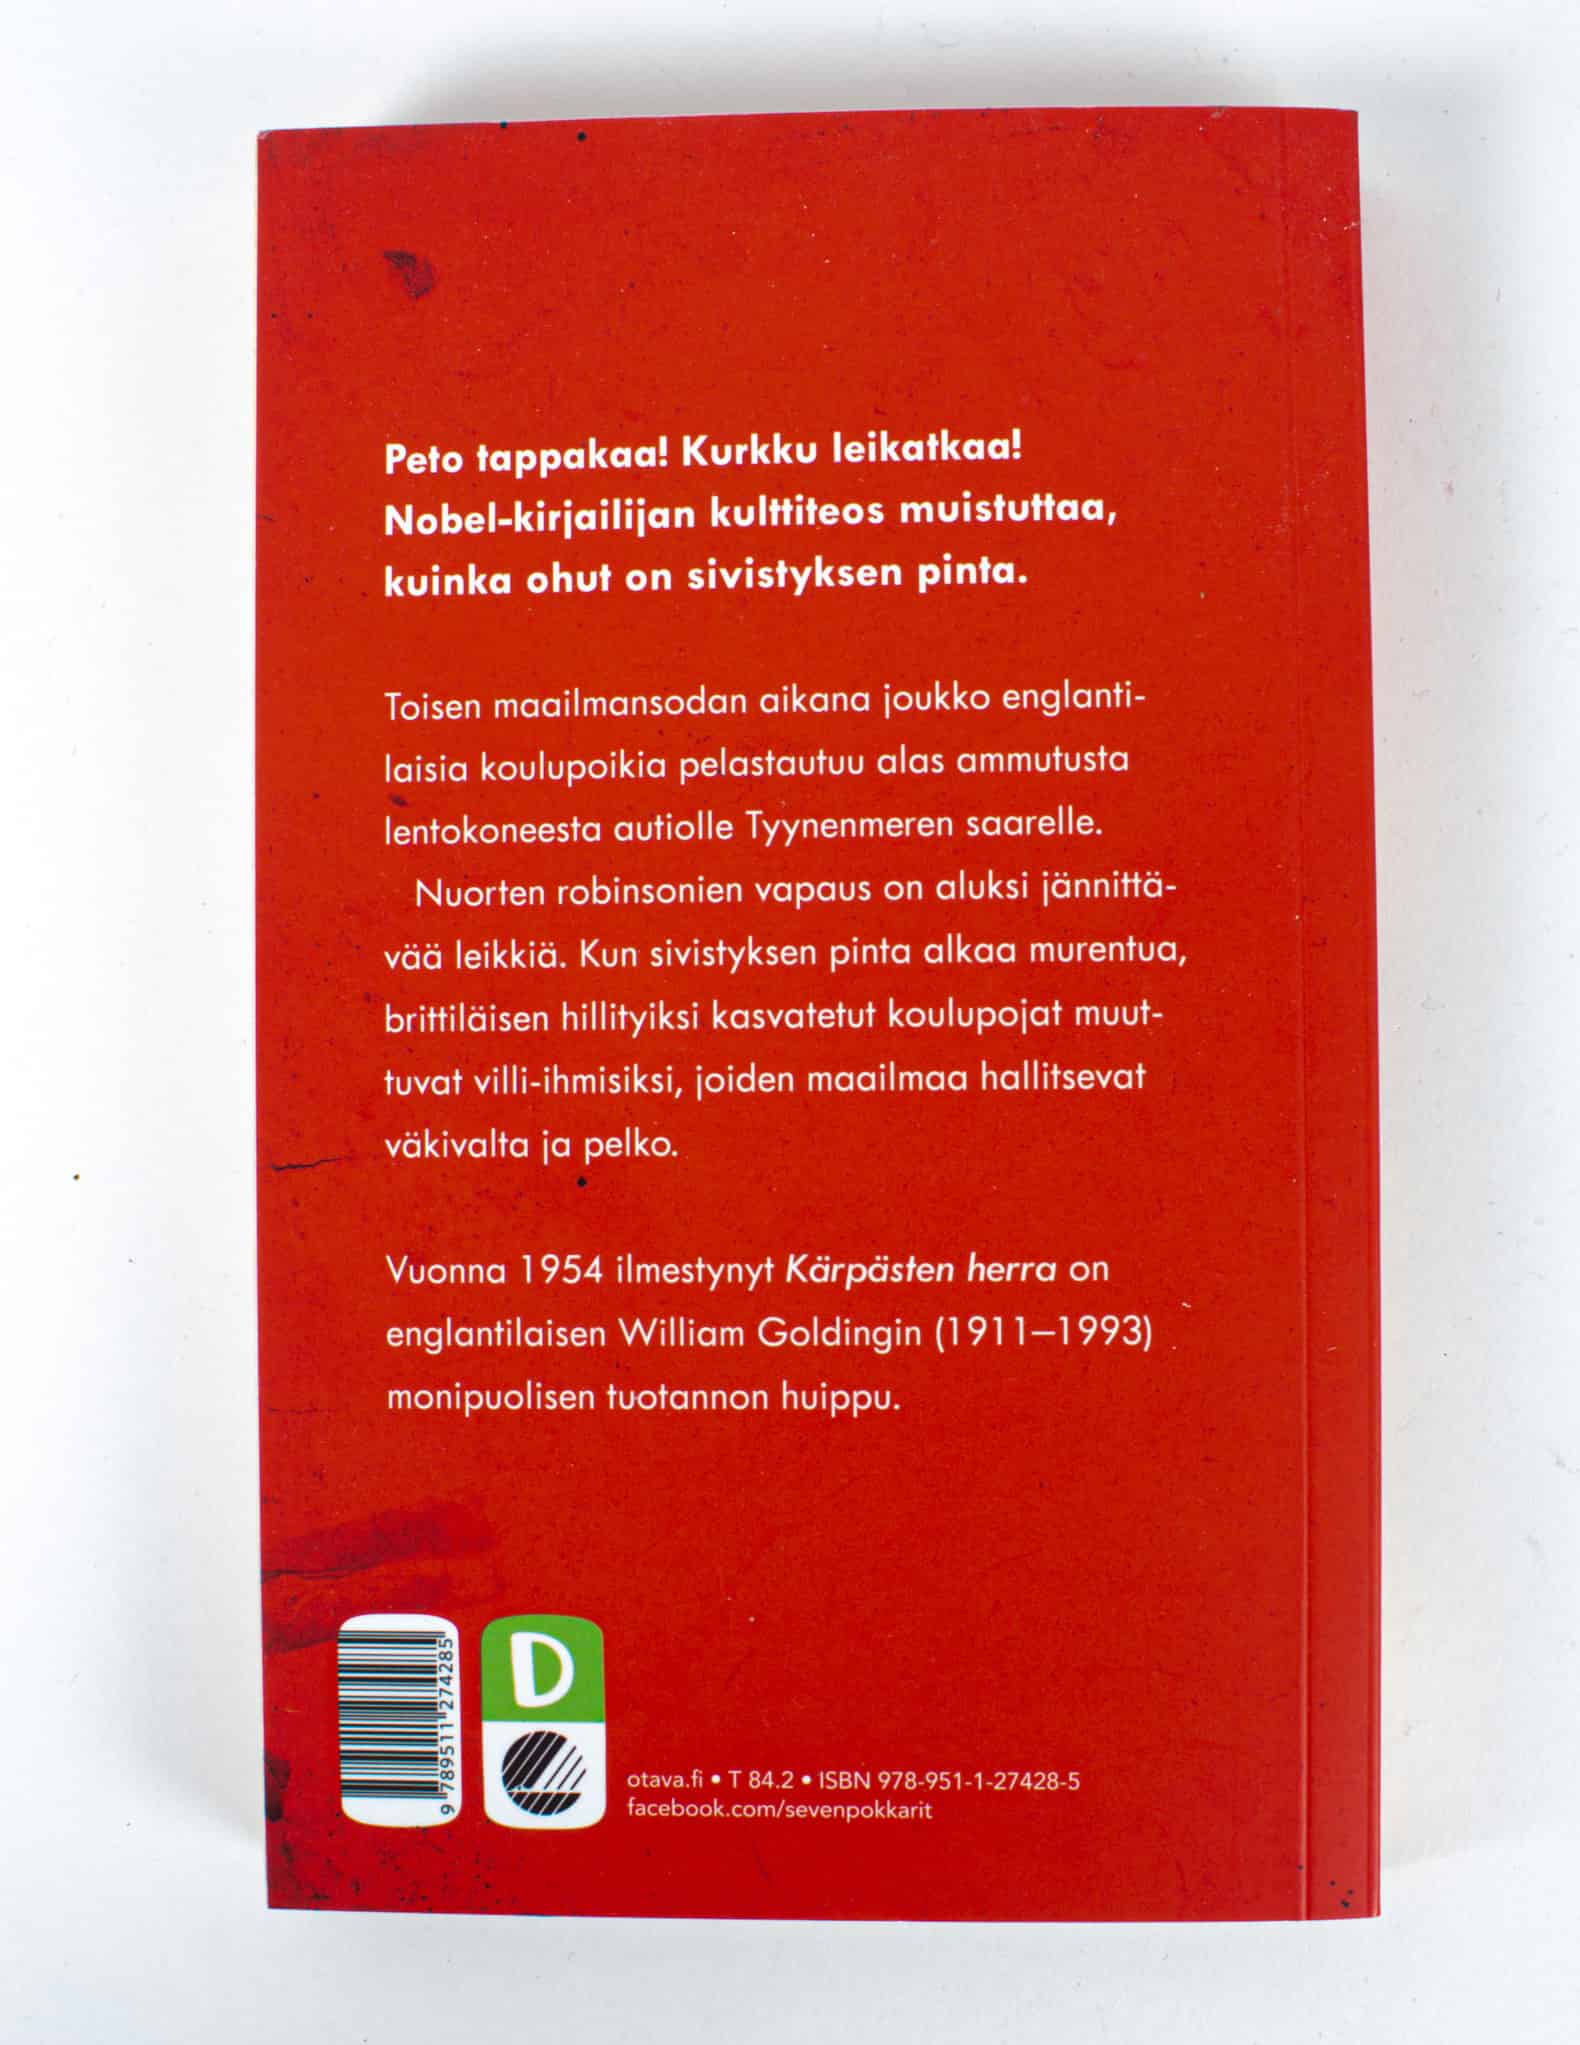 Peto tappakaa! Kurkku leikatkaa!
Nobel-kirjailijan kulttiteos muistuttaa,
kuinka ohut on sivistyksen pinta.
Toisen maailmansodan aikana joukko englanti-
laisia koulupoikia pelastautuu alas ammutusta
lentokoneesta autiolle Tyynenmeren saarelle.
Nuorten robinsonien vapaus on aluksi jännittä-
vää leikkiä. Kun sivistyksen pinta alkaa murentua,
brittiläisen hillityiksi kasvatetut koulupojat muut-
tuvat villi-ihmisiksi, joiden maailmaa hallitsevat
väkivalta ja pelko.
Vuonna 1954 ilmestynyt Kärpästen herra on
englantilaisen William Goldingin (1911–1993)
monipuolisen tuotannon huippu.
9 789511 274285
D
otava.fi • T 84.2 • ISBN 978-951-1-27428-5
facebook.com/sevenpokkarit